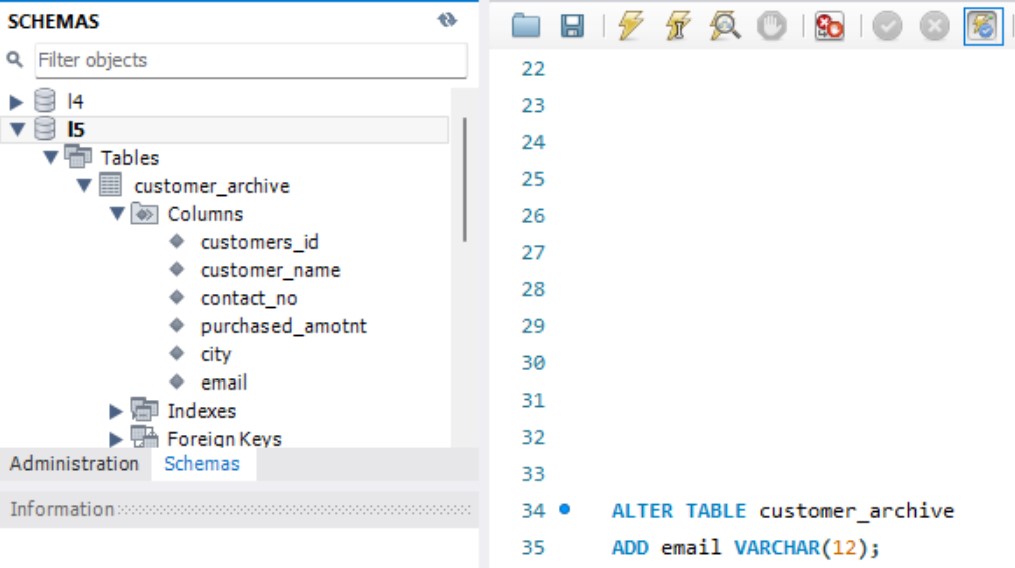 SCHEMAS
Filter objects
l4
l5
Tables
customer_archive
Columns
customers_id
customer_name
contact_no
purchased_amotnt
city
email
Indexes
Foreign Keys
Administration
Schemas
Information
22
23
24
25
26
27
28
29
30
31
32
33
34 ALTER TABLE customer_archive
35 ADD email VARCHAR(12);